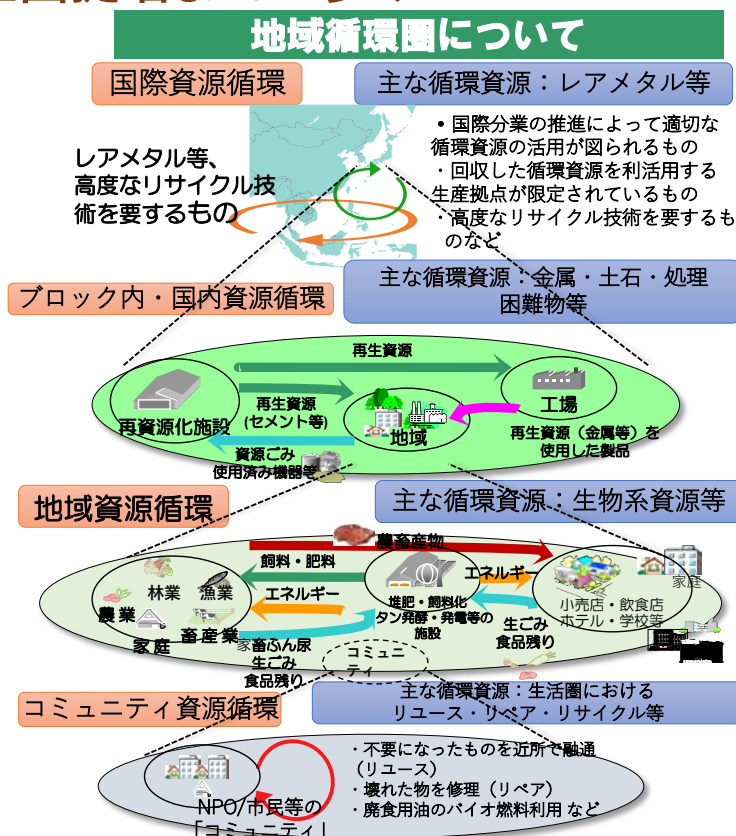 地域循環圏について
国際資源循環
主な循環資源：レアメタル等
レアメタル等、
高度なリサイクル技
術を要するもの
・国際分業の推進によって適切な
循環資源の活用が図られるもの
・回収した循環資源を利活用する
生産拠点が限定されているもの
・高度なリサイクル技術を要するも
のなど
ブロック内・国内資源循環
主な循環資源：金属・土石・処理
困難物等
再生資源
再資源化施設
再生資源
(セメント等)
地域
工場
資源ごみ
使用済み機器等
再生資源（金属等）を
使用した製品
地域資源循環
主な循環資源：生物系資源等
農畜産物
飼料・肥料
林業
漁業
エネルギー
エネルギー
家庭
農業
家庭
畜産業
堆肥・飼料化
タン発酵・発電等の
施設
小売店・飲食店
ホテル・学校等
家畜ふん尿
生ごみ
食品残り
生ごみ
食品残り
コミュニ
ティ
コミュニティ資源循環
主な循環資源：生活圏における
リユース・リペア・リサイクル等
・不要になったものを近所で融通
（リユース）
・壊れた物を修理（リペア）
・廃食用油のバイオ燃料利用 など
NPO/市民等の
「コミュニティ」